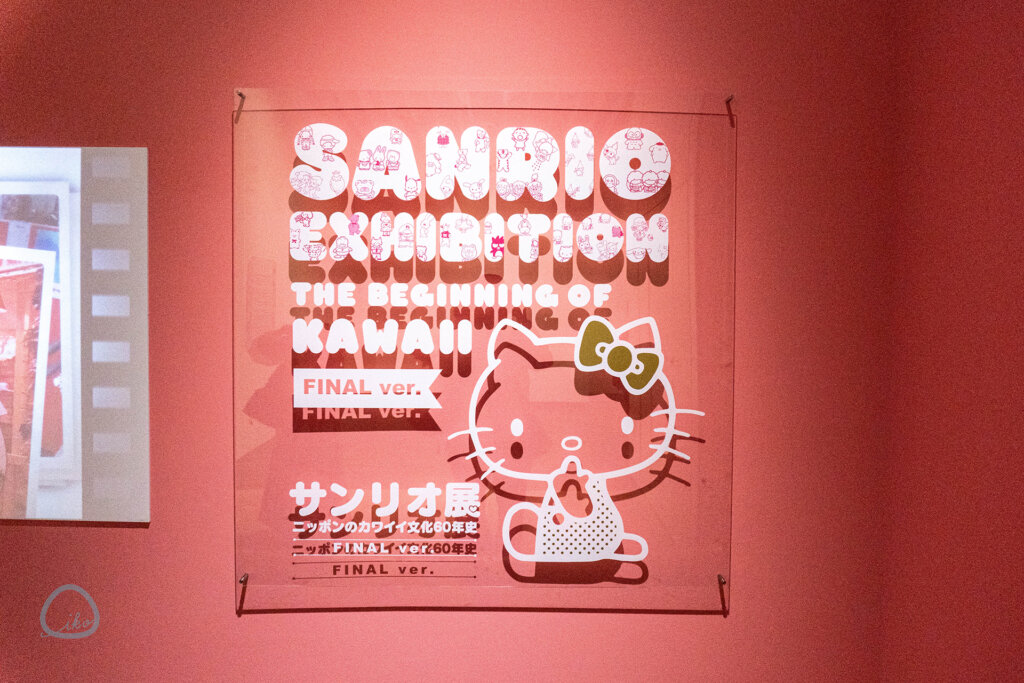 SANRIO
EXHIBITION
THE BEGINNING OF
KAWAII
FINAL ver.
サンリオ展
ニッポンのカワイイ文化60年史
FINAL ver.
iko